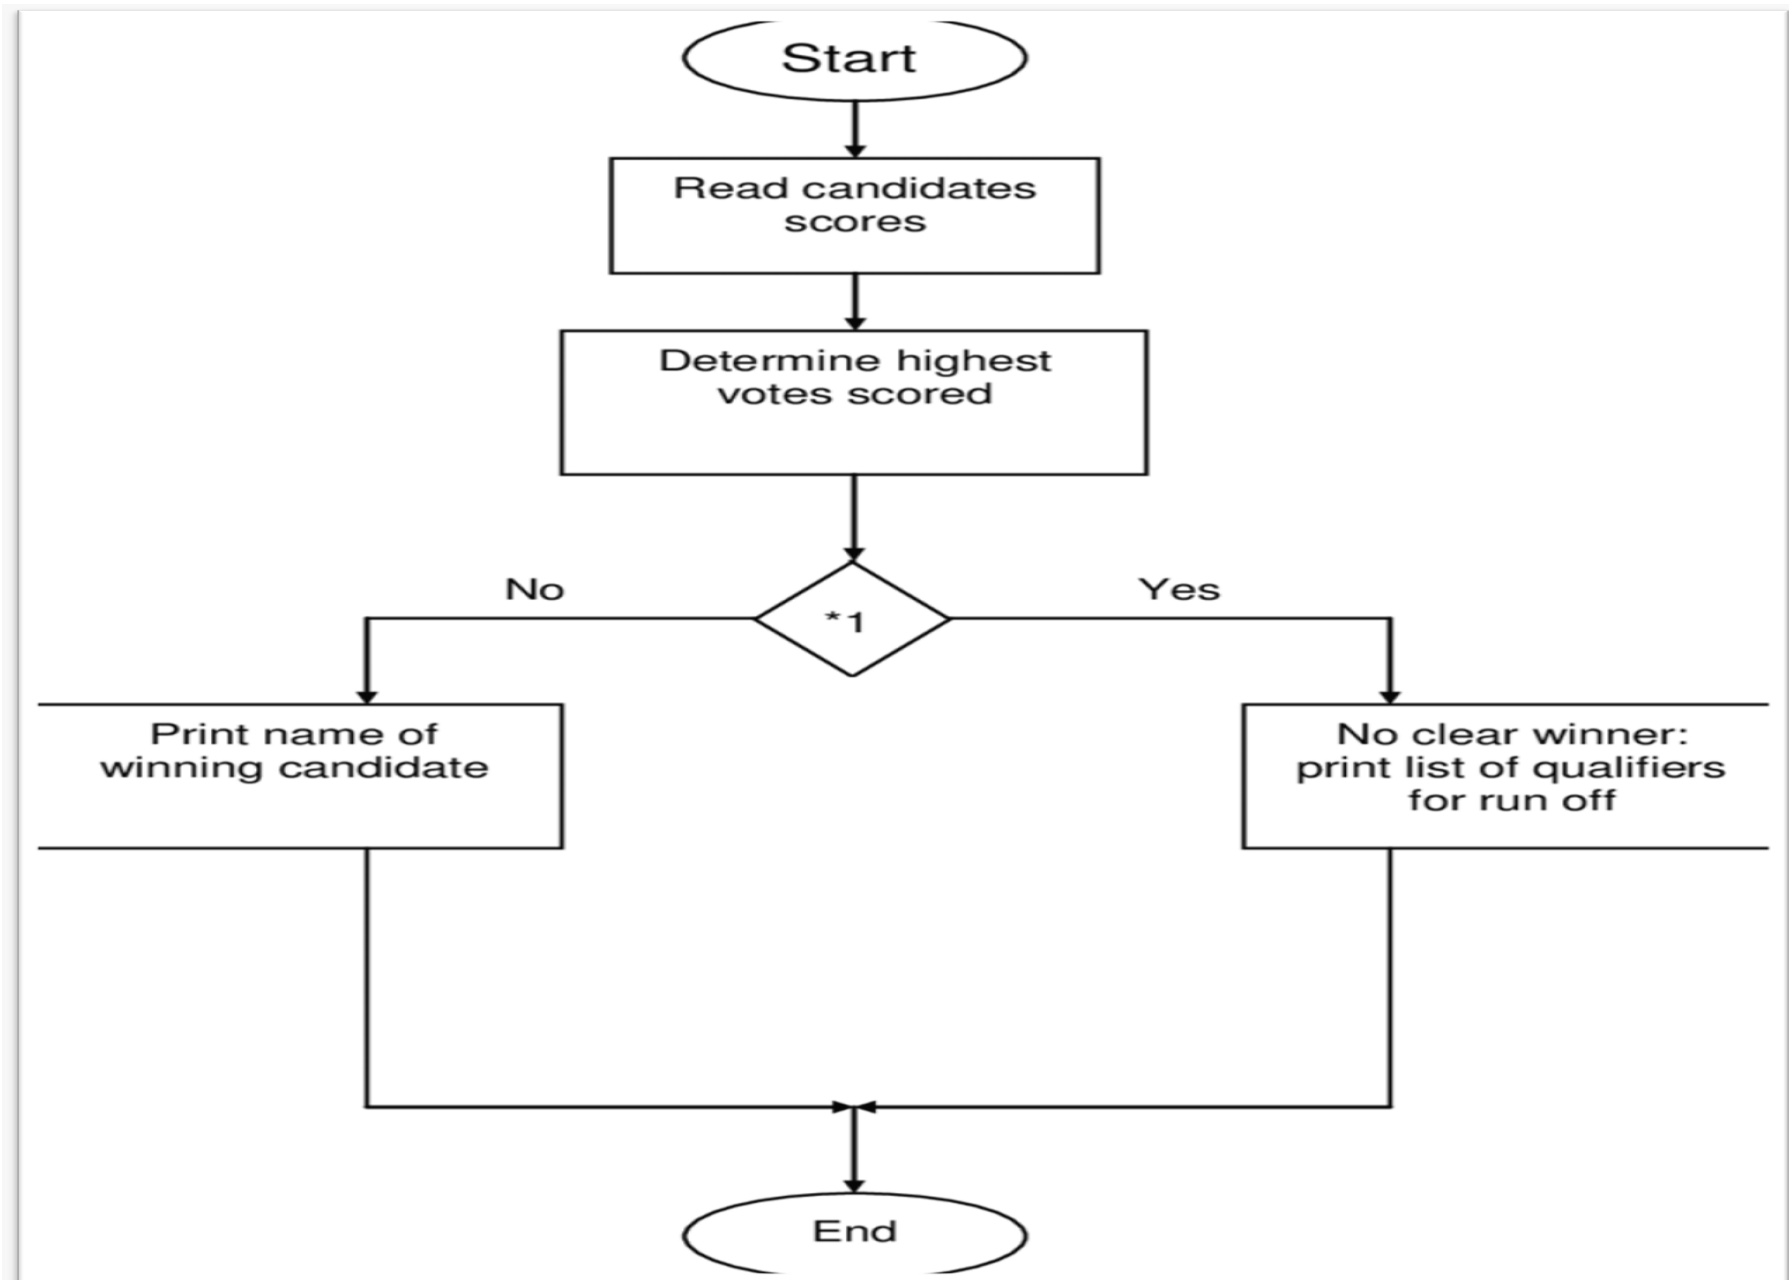 Start
Read candidates
scores
Determine highest
votes scored
No
Yes
*1
Print name of
winning candidate
No clear winner:
print list of qualifiers
for run off
End